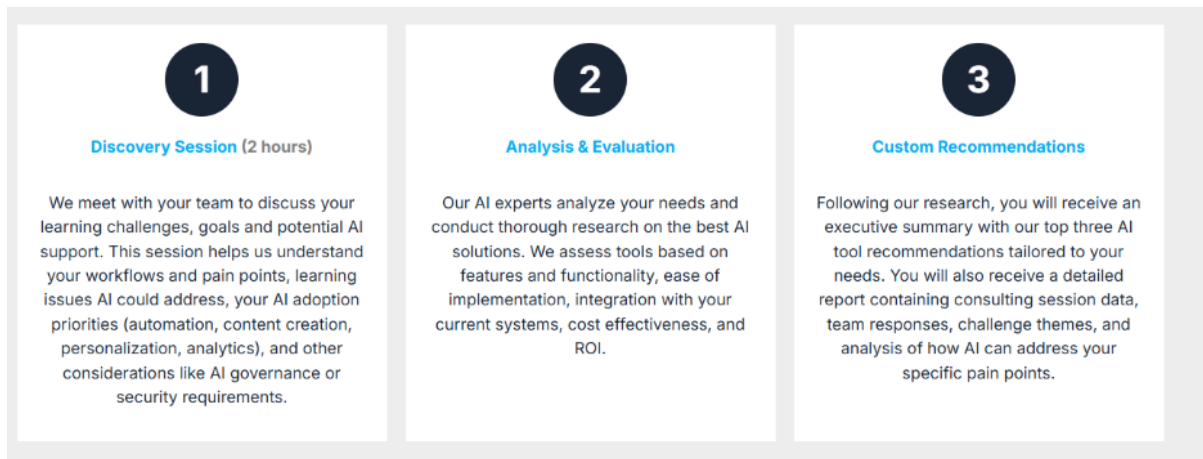 1
Discovery Session (2 hours)
We meet with your team to discuss your
learning challenges, goals and potential AI
support. This session helps us understand
your workflows and pain points, learning
issues AI could address, your AI adoption
priorities (automation, content creation,
personalization, analytics), and other
considerations like AI governance or
security requirements.
2
Analysis & Evaluation
Our AI experts analyze your needs and
conduct thorough research on the best AI
solutions. We assess tools based on
features and functionality, ease of
implementation, integration with your
current systems, cost effectiveness, and
ROI.
3
Custom Recommendations
Following our research, you will receive an
executive summary with our top three AI
tool recommendations tailored to your
needs. You will also receive a detailed
report containing consulting session data,
team responses, challenge themes, and
analysis of how AI can address your
specific pain points.